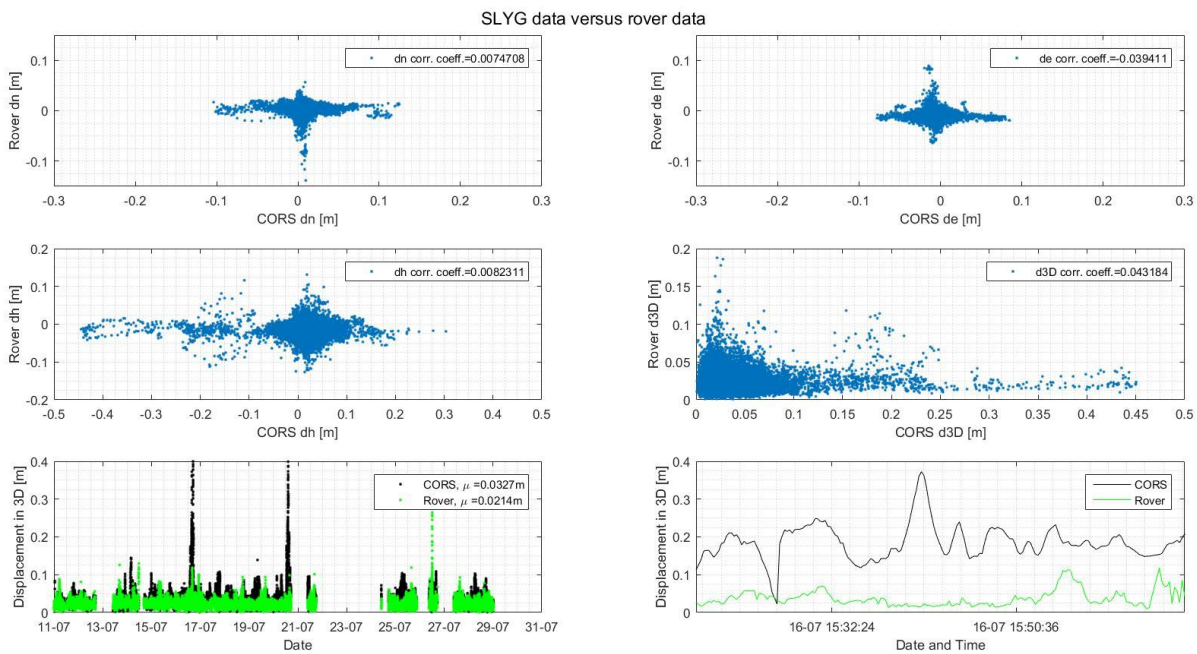 SLYG data versus rover data
0.1
0
-0.1
Rover dn [m]
dn corr. coeff.=0.0074708
-0.3 -0.2 -0.1 0 0.1 0.2 0.3
CORS dn [m]
0.1
0
-0.1
Rover de [m]
de corr. coeff.=-0.039411
-0.3 -0.2 -0.1 0 0.1 0.2 0.3
CORS de [m]
0.2
0.1
0
-0.1
-0.2
Rover dh [m]
dh corr. coeff.=0.0082311
-0.5 -0.4 -0.3 -0.2 -0.1 0 0.1 0.2 0.3 0.4 0.5
CORS dh [m]
0.2
0.15
0.1
0.05
0
Rover d3D [m]
d3D corr. coeff.=0.043184
0 0.05 0.1 0.15 0.2 0.25 0.3 0.35 0.4 0.45 0.5
CORS d3D [m]
0.4
0.3
0.2
0.1
0
Displacement in 3D [m]
CORS, μ =0.0327m
Rover, μ =0.0214m
11-07 13-07 15-07 17-07 19-07 21-07 23-07 25-07 27-07 29-07 31-07
Date
0.4
0.3
0.2
0.1
0
Displacement in 3D [m]
CORS
Rover
16-07 15:32:24 16-07 15:50:36
Date and Time